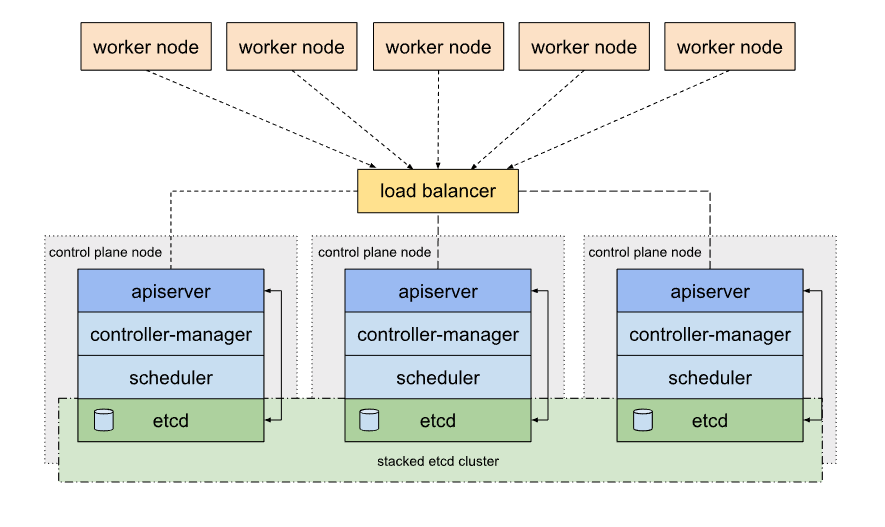 worker node
worker node
worker node
worker node
worker node
load balancer
control plane node
control plane node
control plane node
apiserver
apiserver
apiserver
controller-manager
controller-manager
controller-manager
scheduler
scheduler
scheduler
etcd
etcd
etcd
stacked etcd cluster